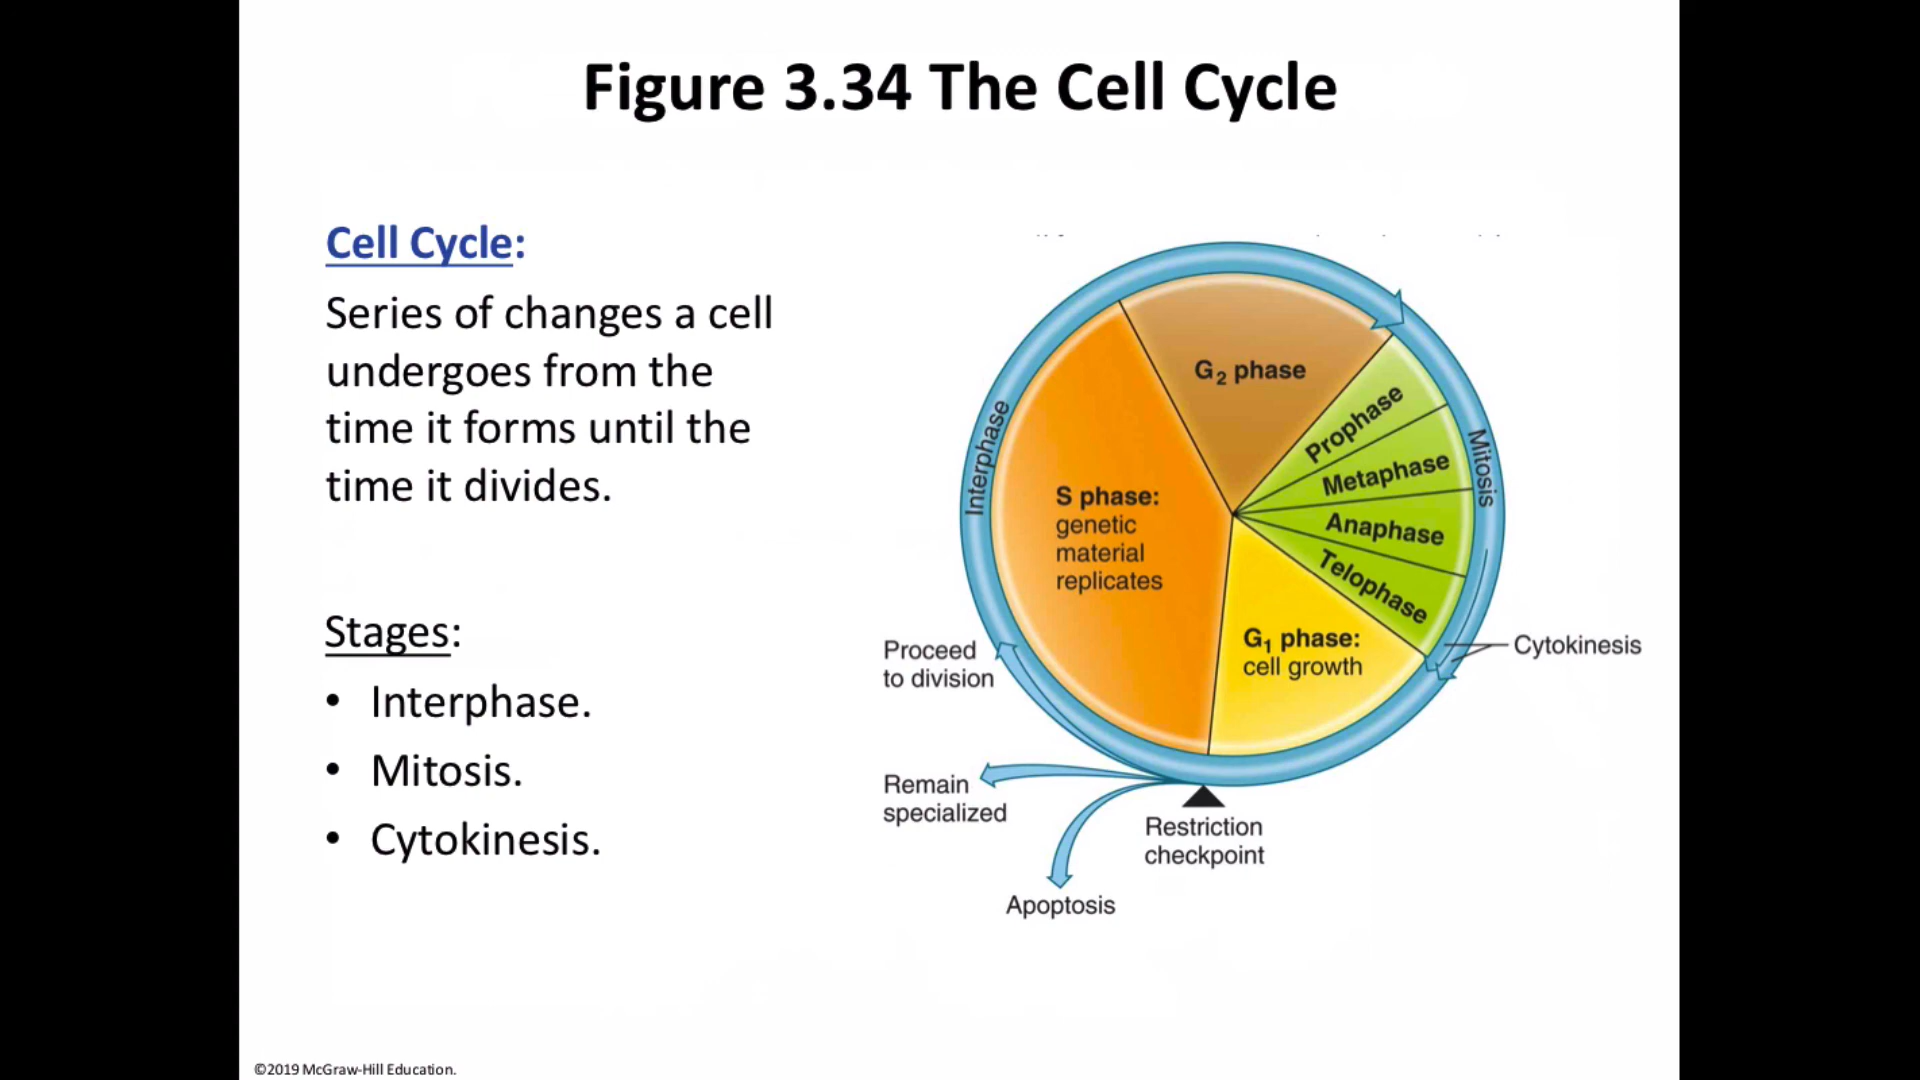 Figure 3.34 The Cell Cycle
Cell Cycle:
Series of changes a cell
undergoes from the
time it forms until the
time it divides.
Stages:
• Interphase.
• Mitosis.
• Cytokinesis.
G2 phase
Prophase
Metaphase
Anaphase
Telophase
Mitosis
Interphase
S phase:
genetic
material
replicates
G1 phase:
cell growth
Cytokinesis
Proceed
to division
Remain
specialized
Apoptosis
Restriction
checkpoint
©2019 McGraw-Hill Education.